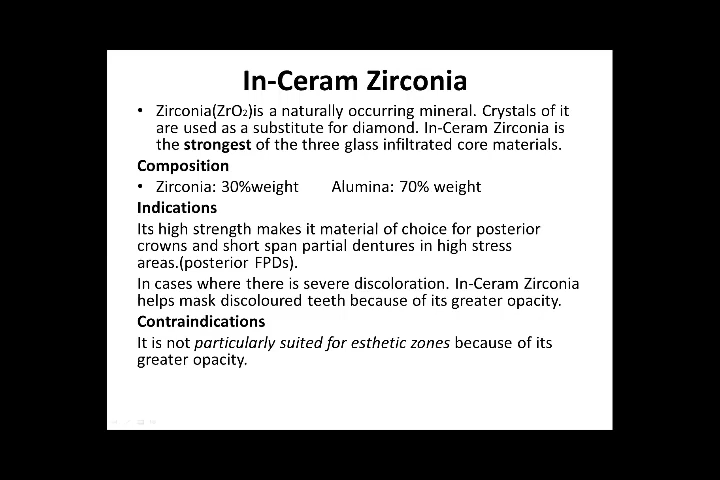 In-Ceram Zirconia
• Zirconia(ZrO2)is a naturally occurring mineral. Crystals of it
are used as a substitute for diamond. In-Ceram Zirconia is
the strongest of the three glass infiltrated core materials.
Composition
• Zirconia: 30%weight Alumina: 70% weight
Indications
Its high strength makes it material of choice for posterior
crowns and short span partial dentures in high stress
areas.(posterior FPDs).
In cases where there is severe discoloration. In-Ceram Zirconia
helps mask discoloured teeth because of its greater opacity.
Contraindications
It is not particularly suited for esthetic zones because of its
greater opacity.